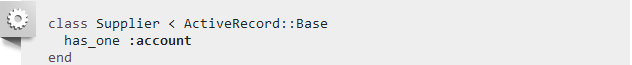 class Supplier < ActiveRecord::Base
  has_one :account
end